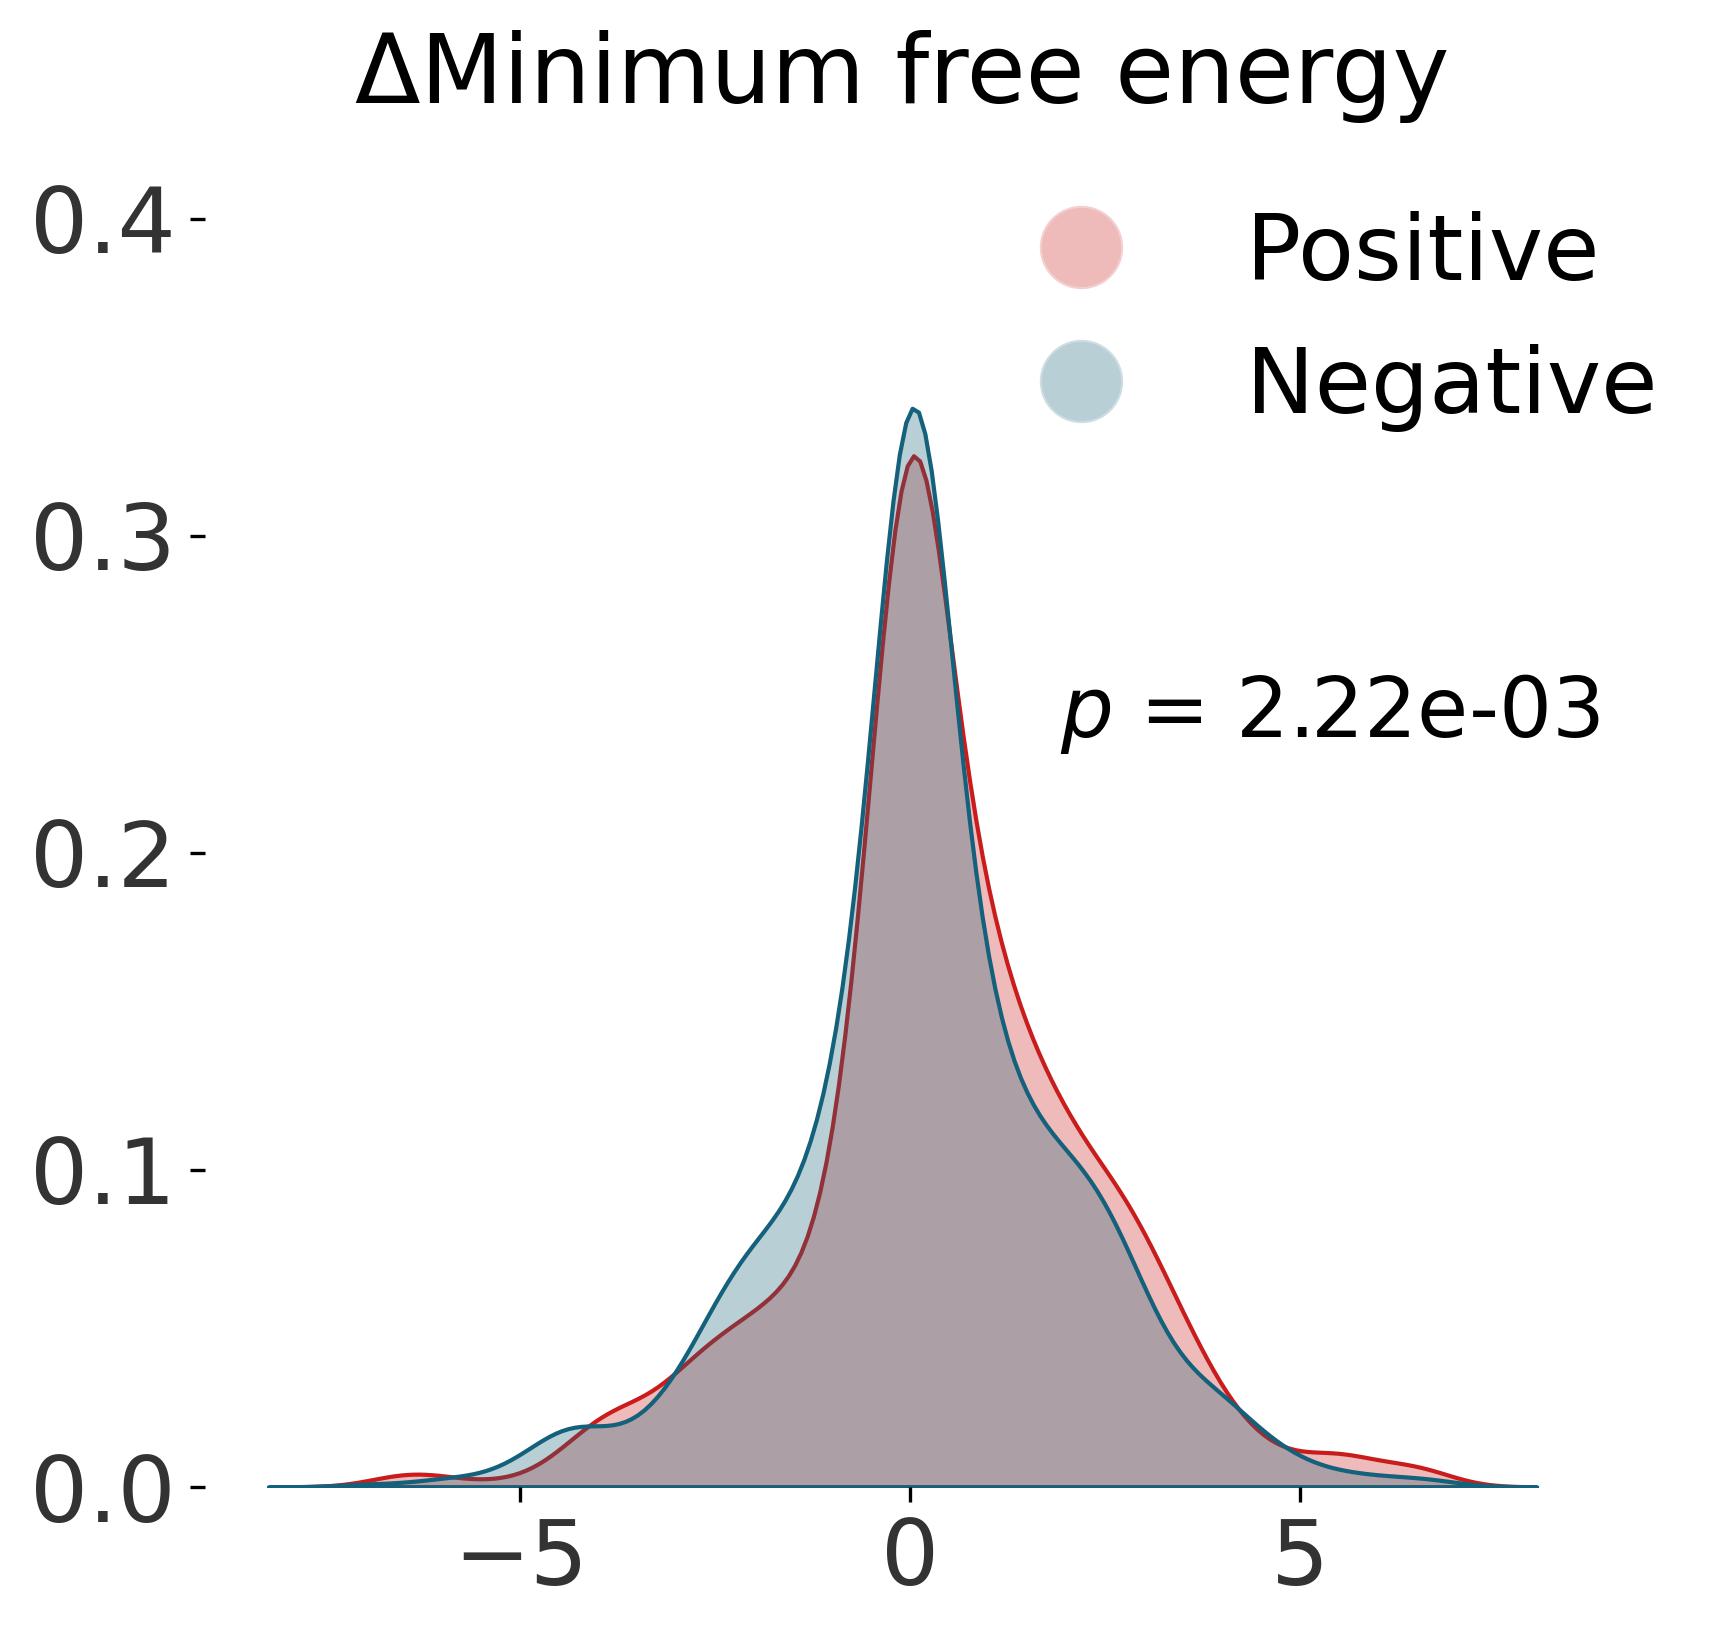 ΔMinimum free energy
0.4
Positive
Negative
0.3
p = 2.22e-03
0.2
0.1
0.0
−5 0 5